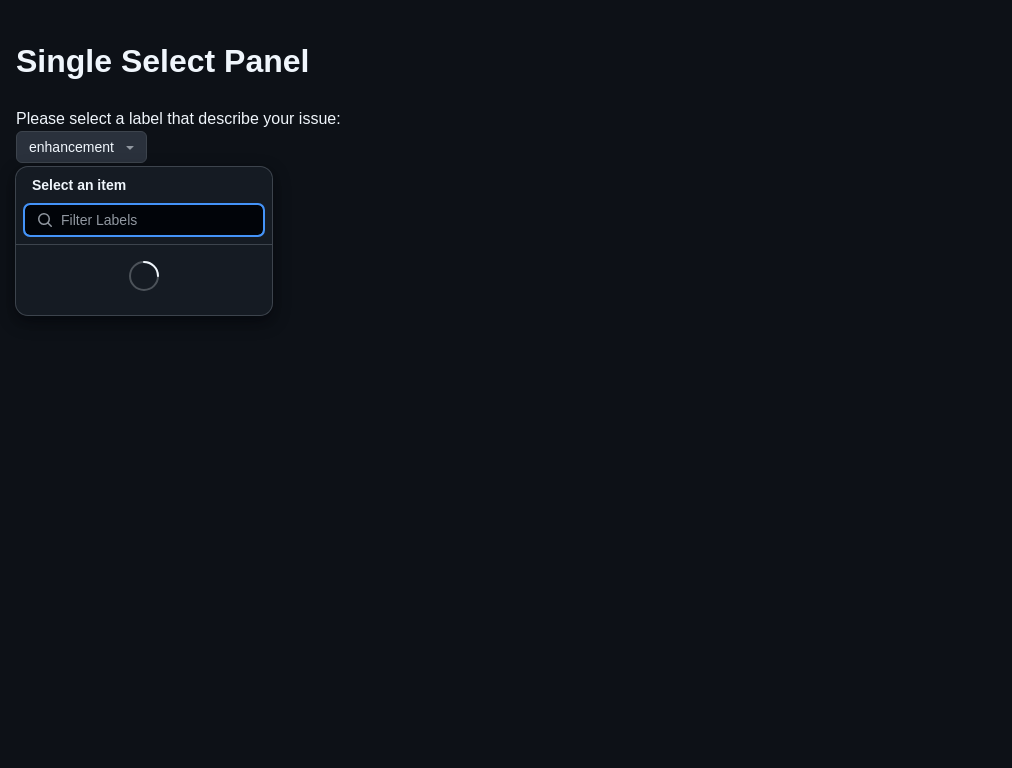 Single Select Panel
Please select a label that describe your issue:
enhancement
Select an item
Filter Labels